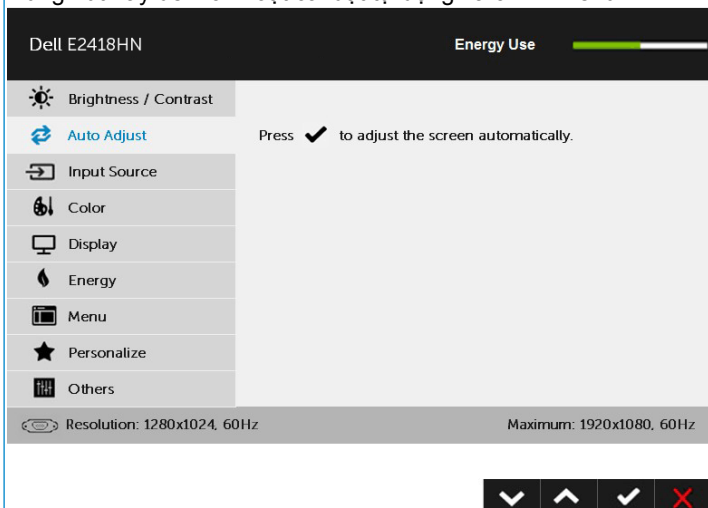 Dell E2418HN
Energy Use
Brightness / Contrast
Auto Adjust
Press ✔ to adjust the screen automatically.
Input Source
Color
Display
Energy
Menu
Personalize
Others
Resolution: 1280x1024, 60Hz
Maximum: 1920x1080, 60Hz